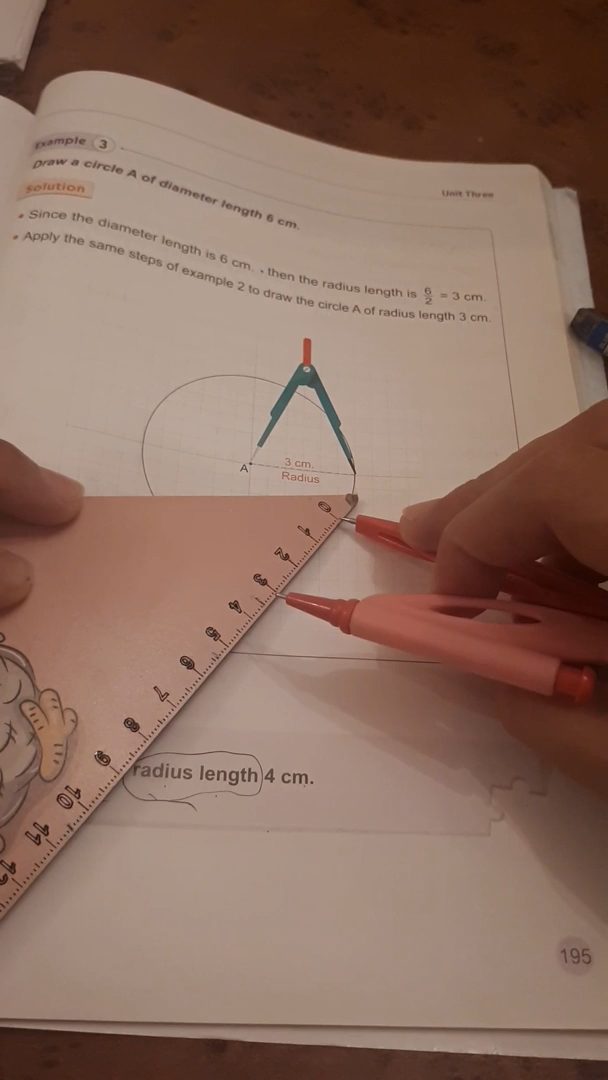 Example 3
Unit Three
Draw a circle A of diameter length 6 cm.
Solution
• Since the diameter length is 6 cm. , then the radius length is 6/2 = 3 cm.
• Apply the same steps of example 2 to draw the circle A of radius length 3 cm.
A
3 cm.
Radius
0 1 2 3 4 5 6 7 8 9 10 11 12
radius length 4 cm.
195